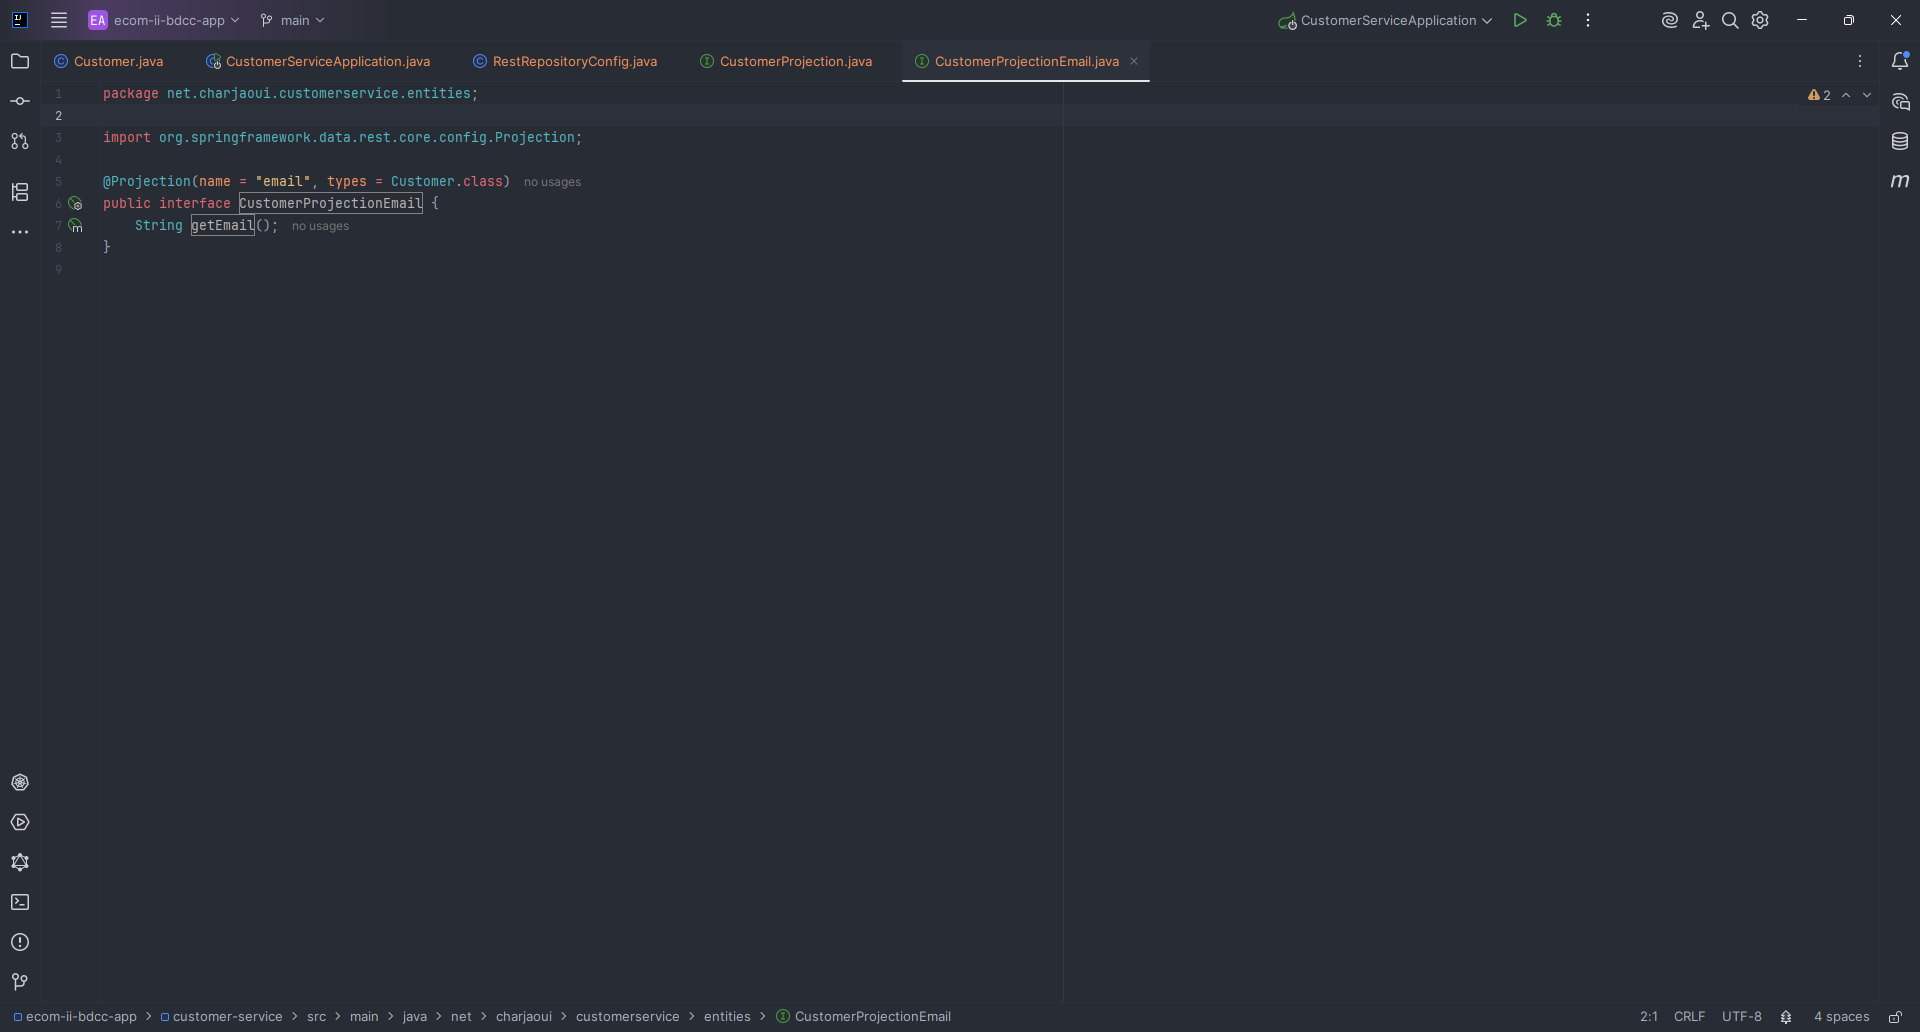 EA ecom-ii-bdcc-app main CustomerServiceApplication
Customer.java CustomerServiceApplication.java RestRepositoryConfig.java CustomerProjection.java CustomerProjectionEmail.java
1 package net.charjaoui.customerservice.entities; 2
2
3 import org.springframework.data.rest.core.config.Projection;
4
5 @Projection(name = "email", types = Customer.class) no usages
6 public interface CustomerProjectionEmail {
7 String getEmail(); no usages
8 }
9
m
ecom-ii-bdcc-app > customer-service > src > main > java > net > charjaoui > customerservice > entities > CustomerProjectionEmail 2:1 CRLF UTF-8 4 spaces